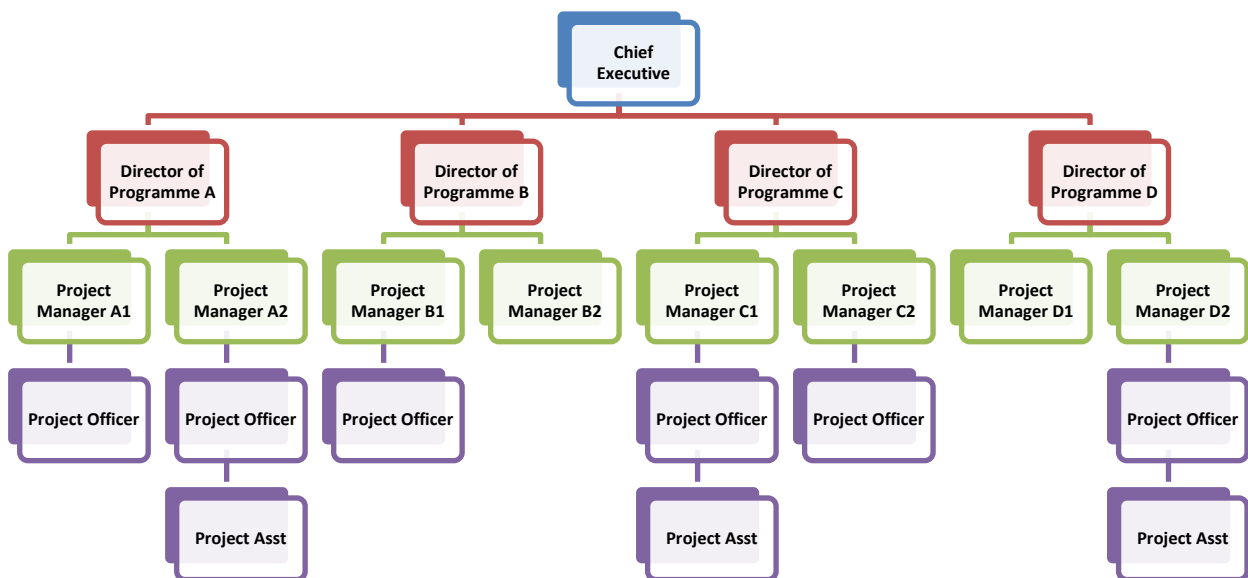 Chief
Executive
Director of
Programme A
Director of
Programme B
Director of
Programme C
Director of
Programme D
Project
Manager A1
Project
Manager A2
Project
Manager B1
Project
Manager B2
Project
Manager C1
Project
Manager C2
Project
Manager D1
Project
Manager D2
Project Officer
Project Officer
Project Officer
Project Officer
Project Officer
Project Officer
Project Asst
Project Asst
Project Asst